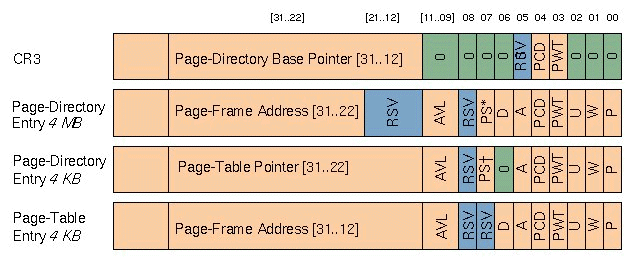 [31..22] [21..12] [11..09] 08 07 06 05 04 03 02 01 00
CR3 Page-Directory Base Pointer [31..12] 0 0 0 0 RSV PCD PWT 0 0 0
Page-Directory
Entry 4 MB Page-Frame Address [31..22] RSV AVL RSV PS* D A PCD PWT U W P
Page-Directory
Entry 4 KB Page-Table Pointer [31..22] AVL RSV PS† 0 A PCD PWT U W P
Page-Table
Entry 4 KB Page-Frame Address [31..12] AVL RSV RSV D A PCD PWT U W P